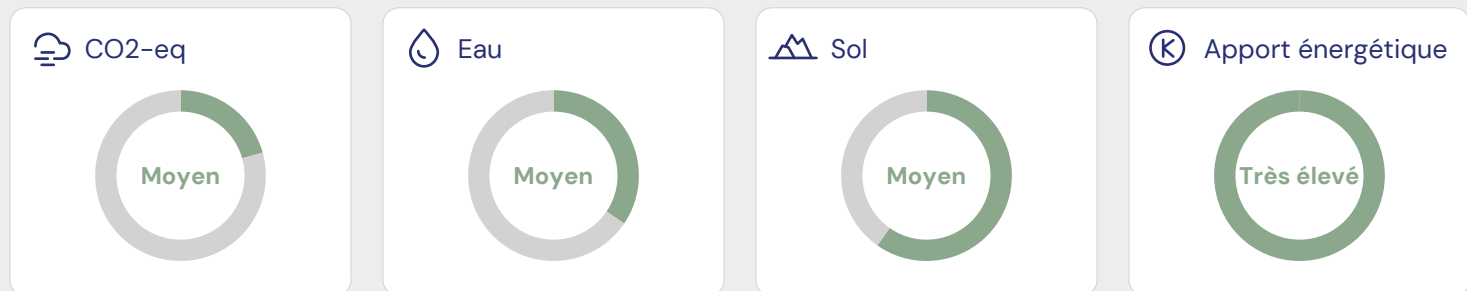 CO2-eq
Moyen
Eau
Moyen
Sol
Moyen
Apport énergétique
Très élevé